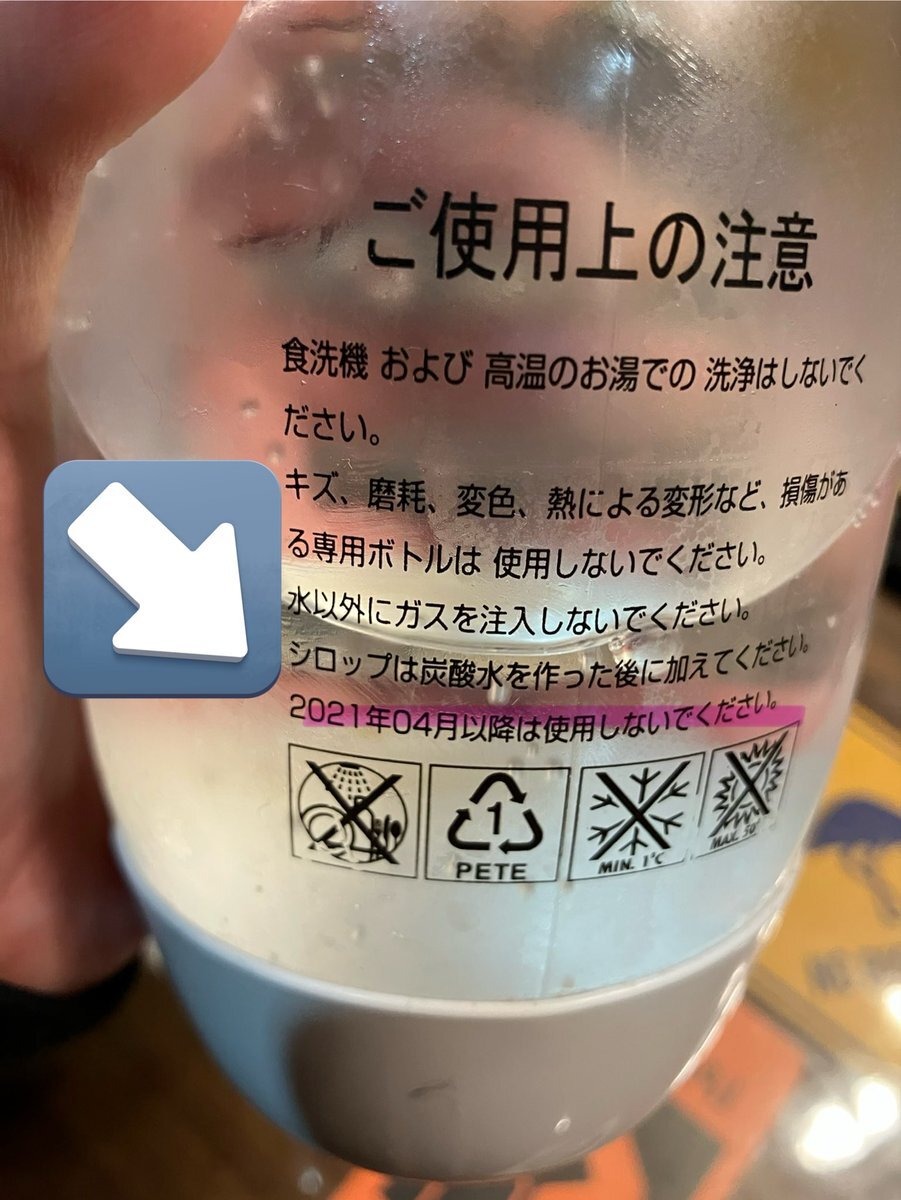 ご使用上の注意
食洗機 および 高温のお湯での 洗浄はしないでく
ださい。
キズ、磨耗、変色、熱による変形など、損傷があ
る専用ボトルは 使用しないでください。
水以外にガスを注入しないでください。
シロップは炭酸水を作った後に加えてください。
2021年04月以降は使用しないでください。
1
PETE
MIN. 1℃
MAX. 50